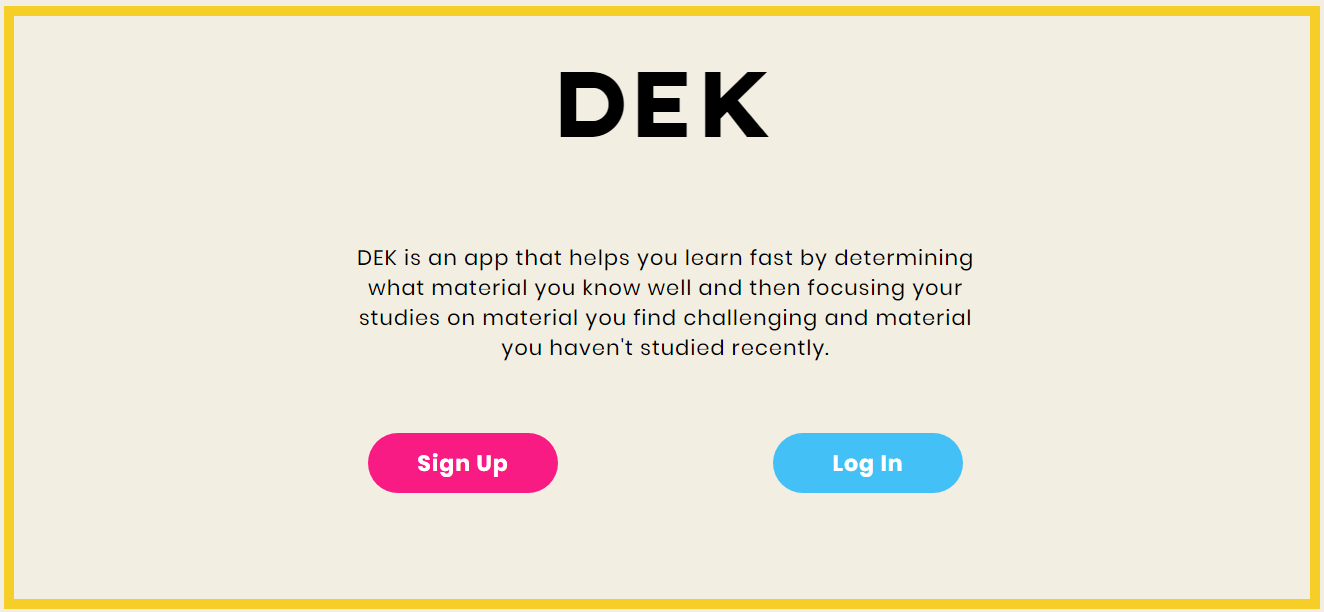 DEK
DEK is an app that helps you learn fast by determining
what material you know well and then focusing your
studies on material you find challenging and material
you haven't studied recently.
Sign Up
Log In